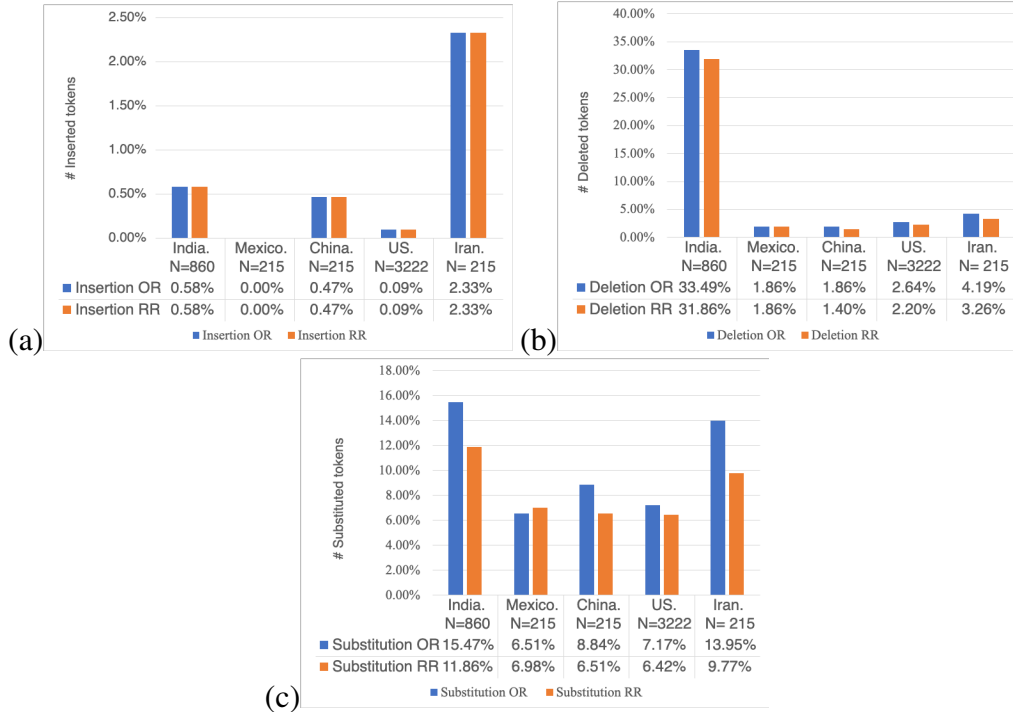 2.50%
2.00%
1.50%
1.00%
0.50%
0.00%
# Inserted tokens
India. Mexico. China. US. Iran.
N=860 N=215 N=215 N=3222 N= 215
Insertion OR 0.58% 0.00% 0.47% 0.09% 2.33%
Insertion RR 0.58% 0.00% 0.47% 0.09% 2.33%
Insertion OR Insertion RR
(a)
40.00%
35.00%
30.00%
25.00%
20.00%
15.00%
10.00%
5.00%
0.00%
# Deleted tokens
India. Mexico. China. US. Iran.
N=860 N=215 N=215 N=3222 N= 215
Deletion OR 33.49% 1.86% 1.86% 2.64% 4.19%
Deletion RR 31.86% 1.86% 1.40% 2.20% 3.26%
Deletion OR Deletion RR
(b)
18.00%
16.00%
14.00%
12.00%
10.00%
8.00%
6.00%
4.00%
2.00%
0.00%
# Substituted tokens
India. Mexico. China. US. Iran.
N=860 N=215 N=215 N=3222 N= 215
Substitution OR 15.47% 6.51% 8.84% 7.17% 13.95%
Substitution RR 11.86% 6.98% 6.51% 6.42% 9.77%
Substitution OR Substitution RR
(c)